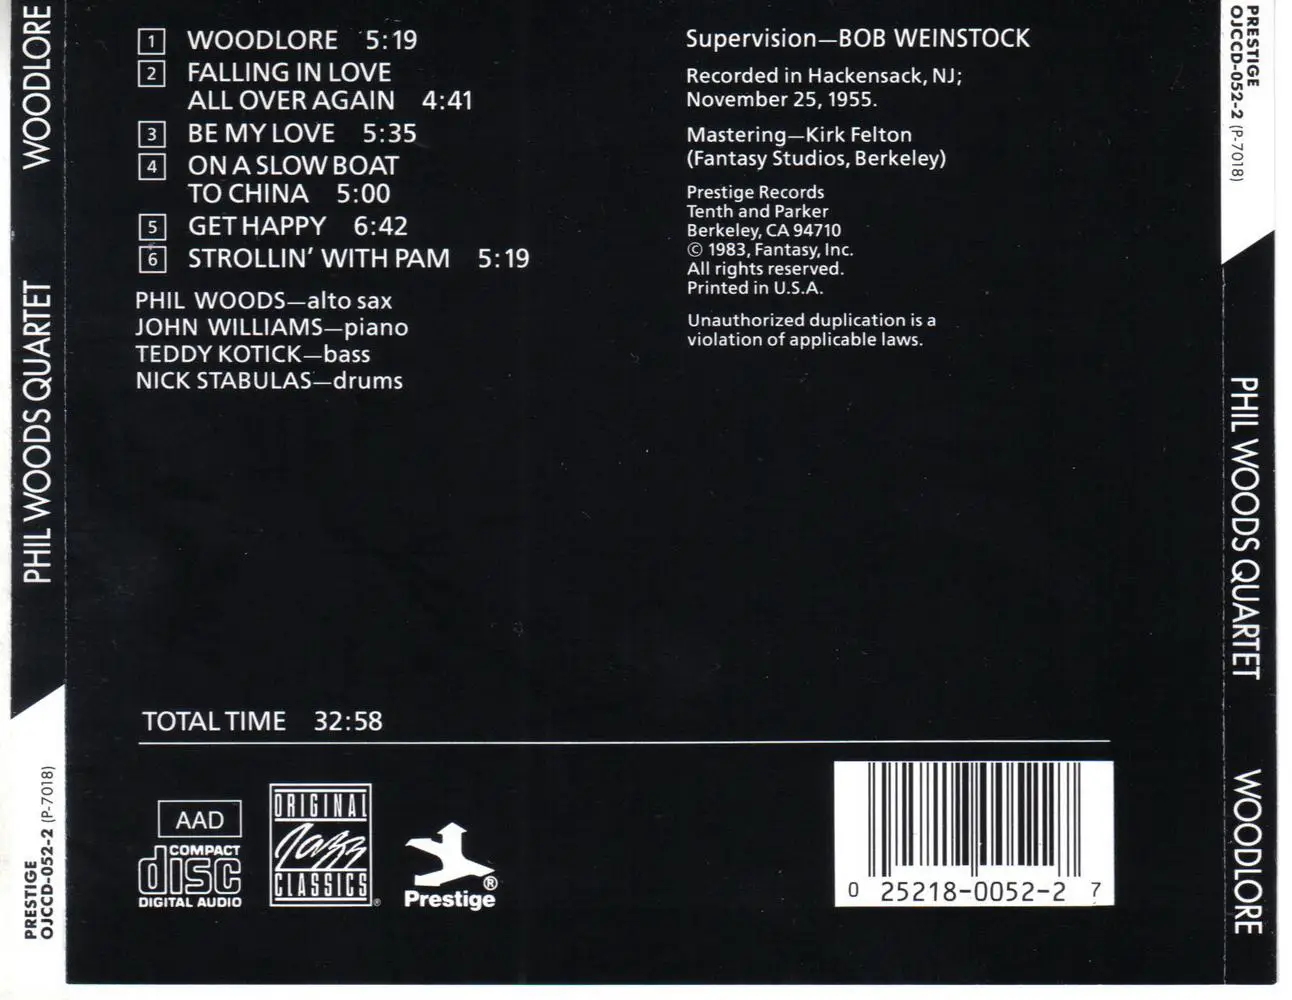 WOODLORE
PHIL WOODS QUARTET
PRESTIGE
OJCCD-052-2 (P-7018)
1 WOODLORE 5:19
2 FALLING IN LOVE
ALL OVER AGAIN 4:41
3 BE MY LOVE 5:35
4 ON A SLOW BOAT
TO CHINA 5:00
5 GET HAPPY 6:42
6 STROLLIN' WITH PAM 5:19
PHIL WOODS—alto sax
JOHN WILLIAMS—piano
TEDDY KOTICK—bass
NICK STABULAS—drums
Supervision—BOB WEINSTOCK
Recorded in Hackensack, NJ;
November 25, 1955.
Mastering—Kirk Felton
(Fantasy Studios, Berkeley)
Prestige Records
Tenth and Parker
Berkeley, CA 94710
© 1983, Fantasy, Inc.
All rights reserved.
Printed in U.S.A.
Unauthorized duplication is a
violation of applicable laws.
TOTAL TIME 32:58
AAD
COMPACT
disc
DIGITAL AUDIO
ORIGINAL
Jazz
CLASSICS®
Prestige®
0 25218-0052-2 7
PRESTIGE
OJCCD-052-2 (P-7018)
PHIL WOODS QUARTET
WOODLORE